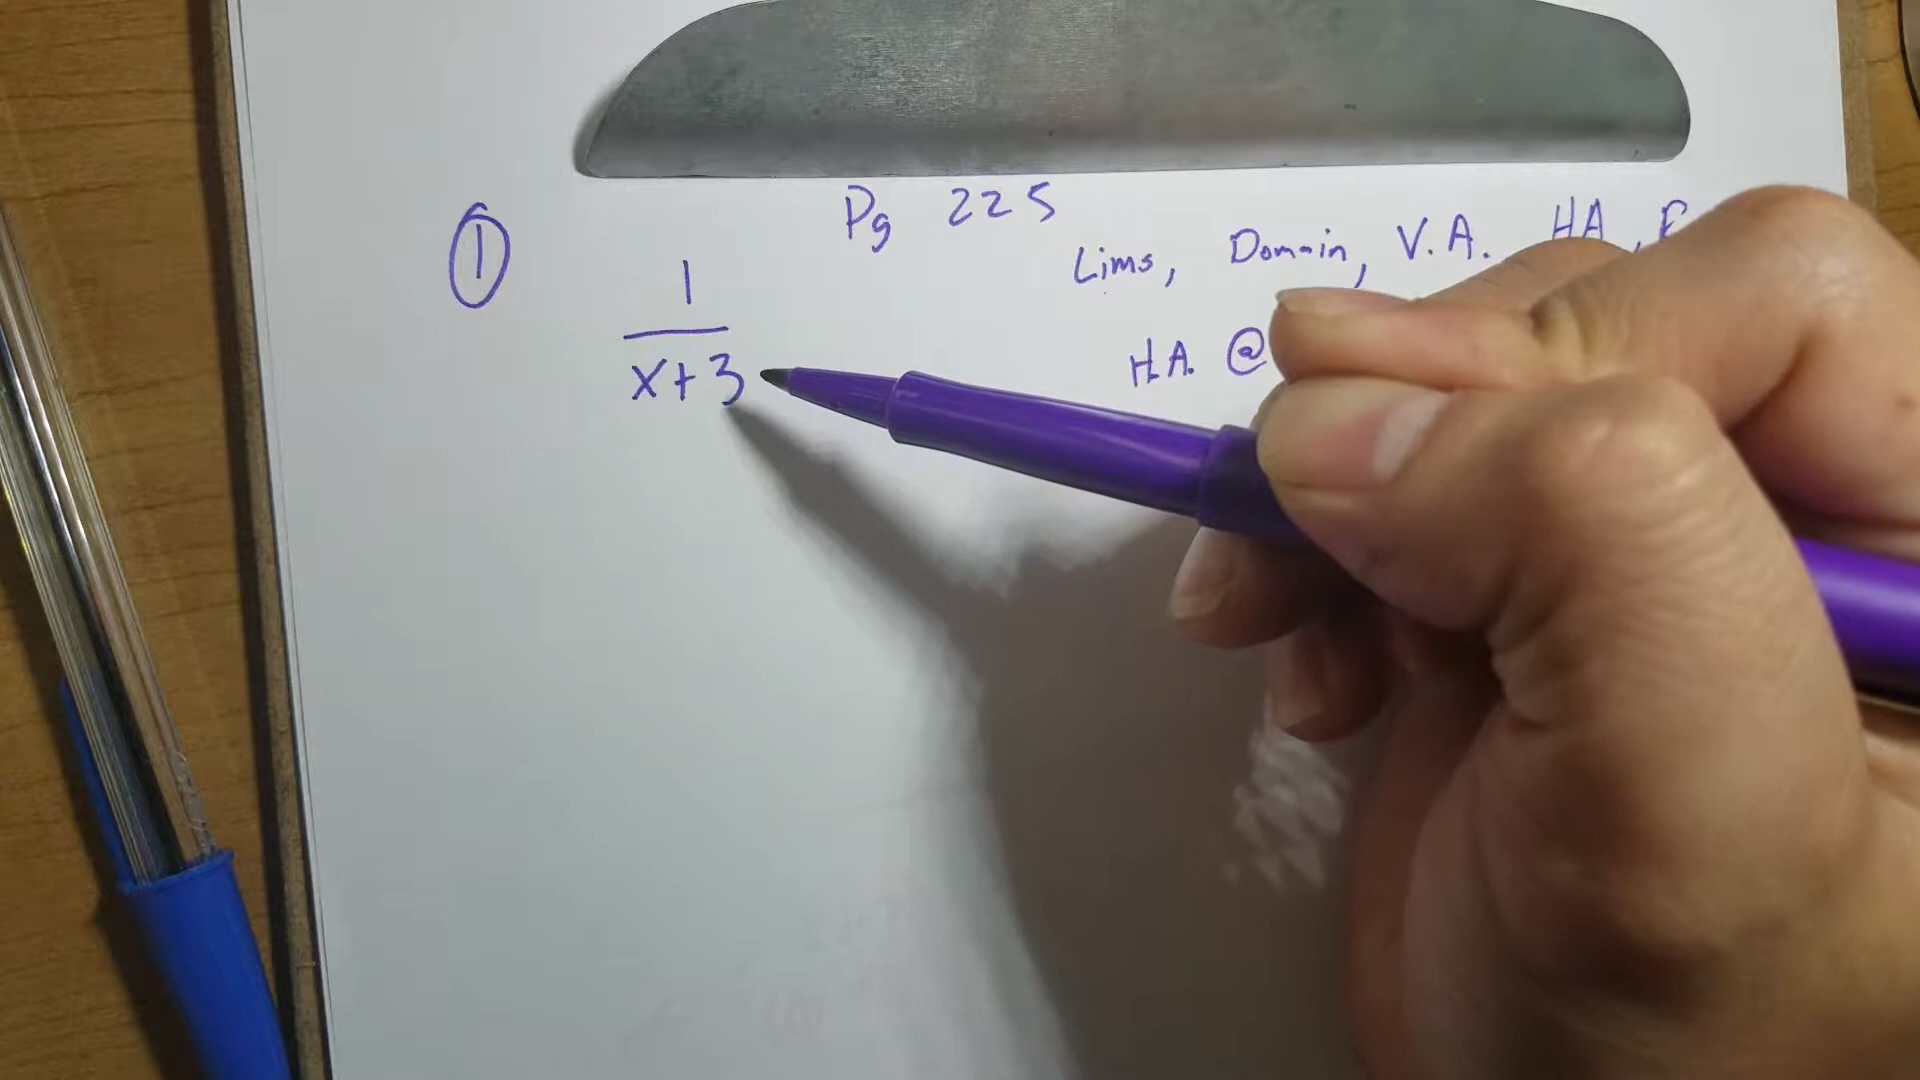 Pg 225
① 1/(x+3)
Lims, Domain, V.A. HA,
H.A. @